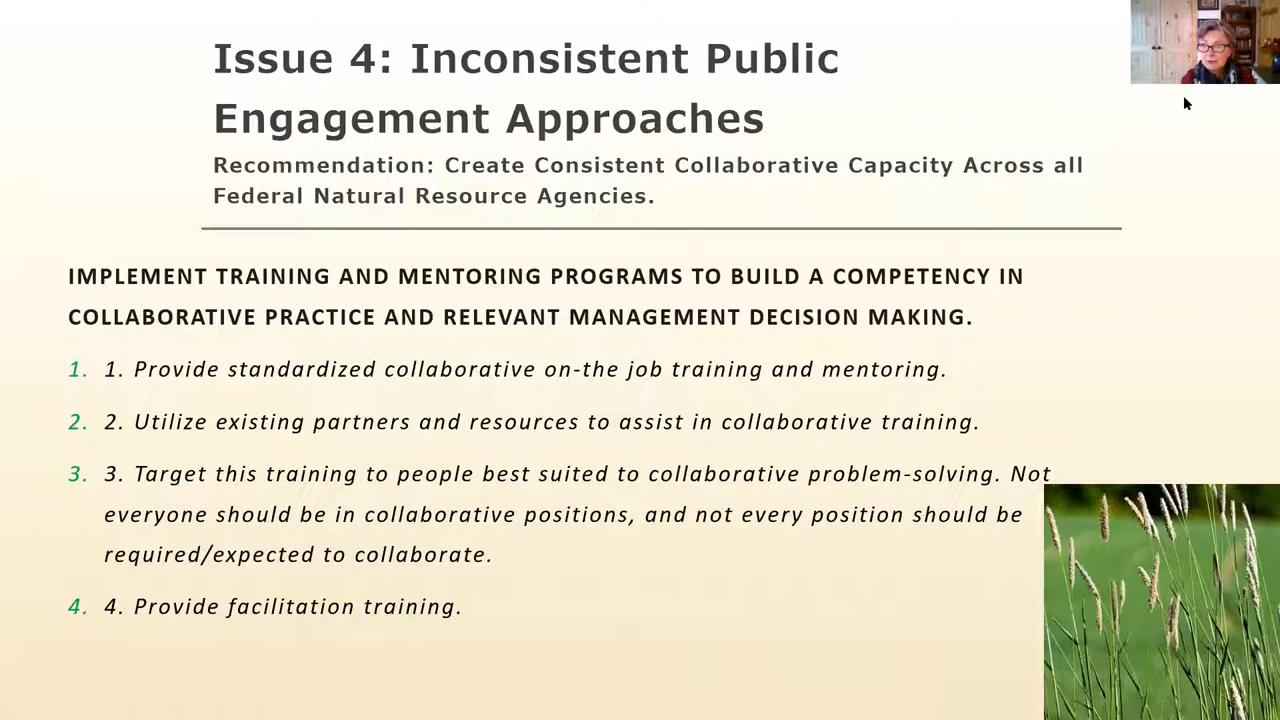 Issue 4: Inconsistent Public
Engagement Approaches
Recommendation: Create Consistent Collaborative Capacity Across all
Federal Natural Resource Agencies.
IMPLEMENT TRAINING AND MENTORING PROGRAMS TO BUILD A COMPETENCY IN
COLLABORATIVE PRACTICE AND RELEVANT MANAGEMENT DECISION MAKING.
1. 1. Provide standardized collaborative on-the job training and mentoring.
2. 2. Utilize existing partners and resources to assist in collaborative training.
3. 3. Target this training to people best suited to collaborative problem-solving. Not
everyone should be in collaborative positions, and not every position should be
required/expected to collaborate.
4. 4. Provide facilitation training.